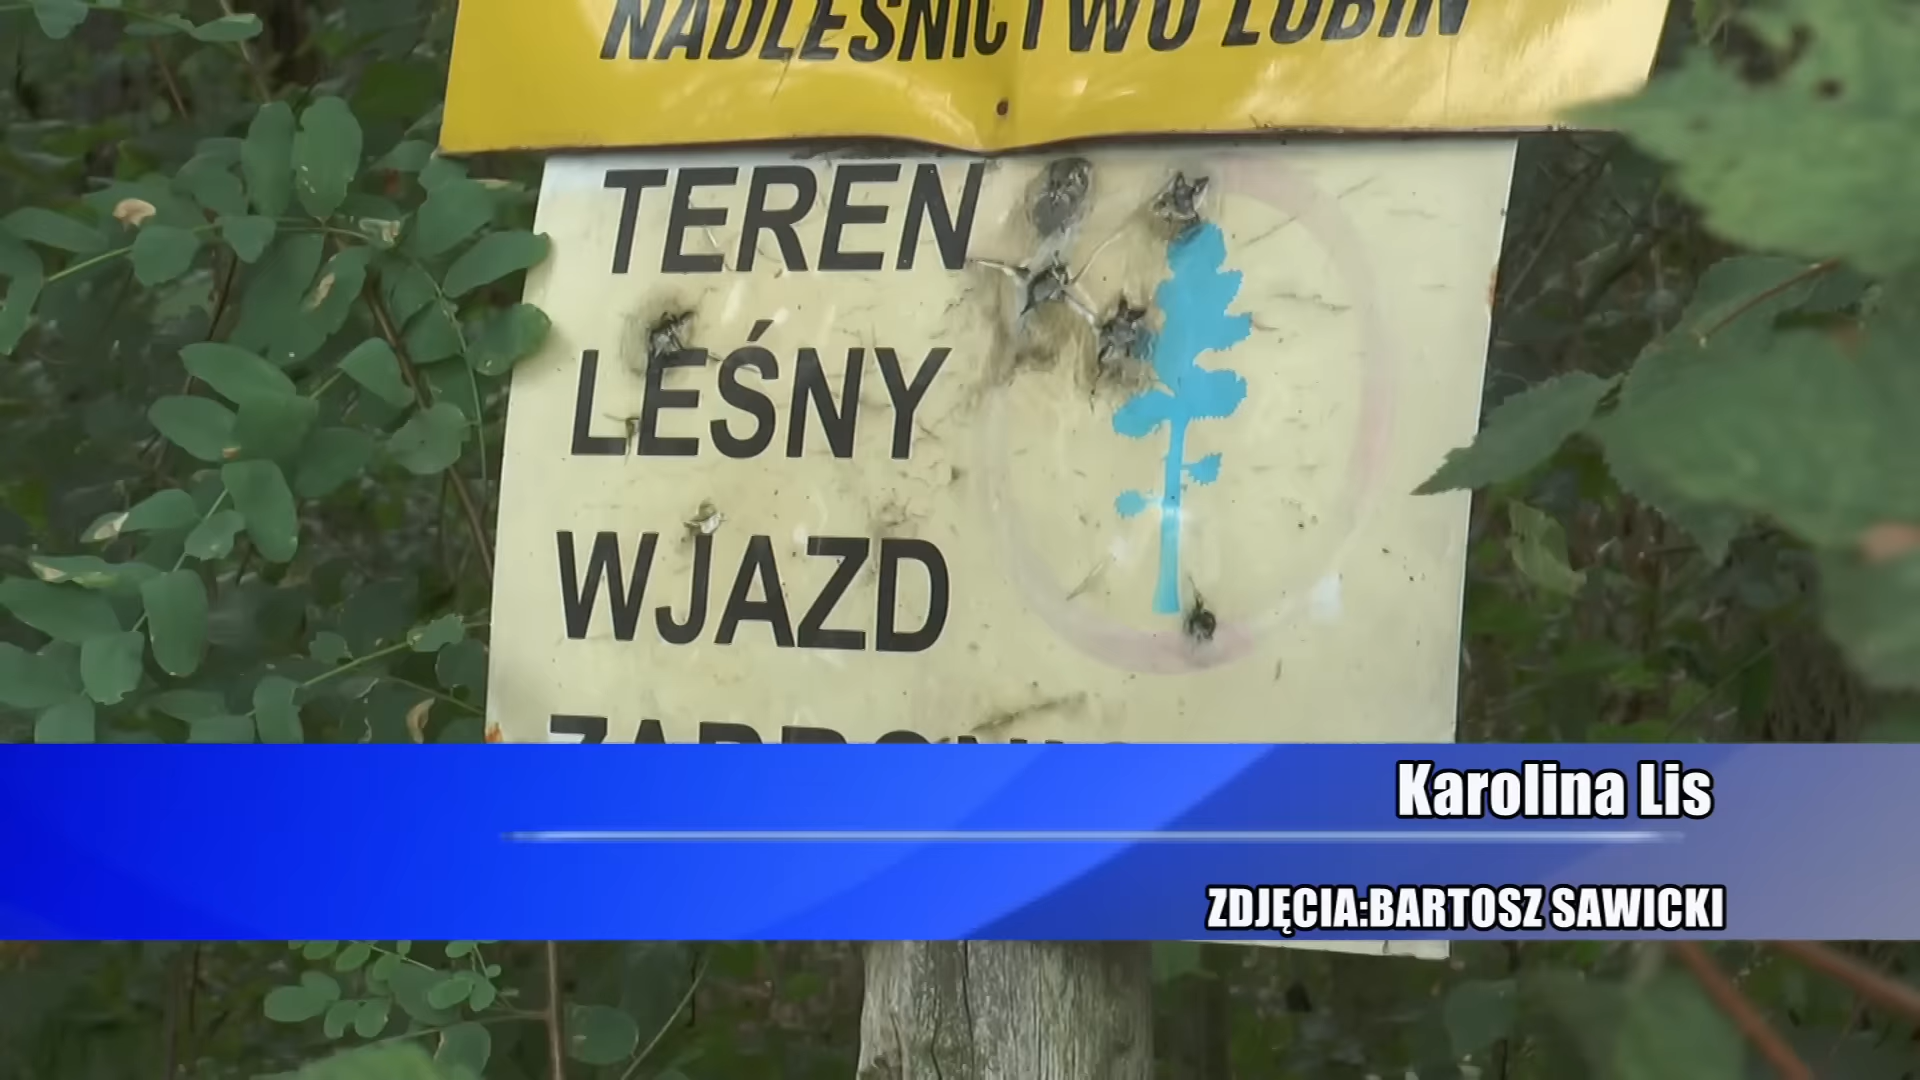 NADLEŚNICTWO LUBIN
TEREN
LEŚNY
WJAZD
Karolina Lis
ZDJĘCIA:BARTOSZ SAWICKI